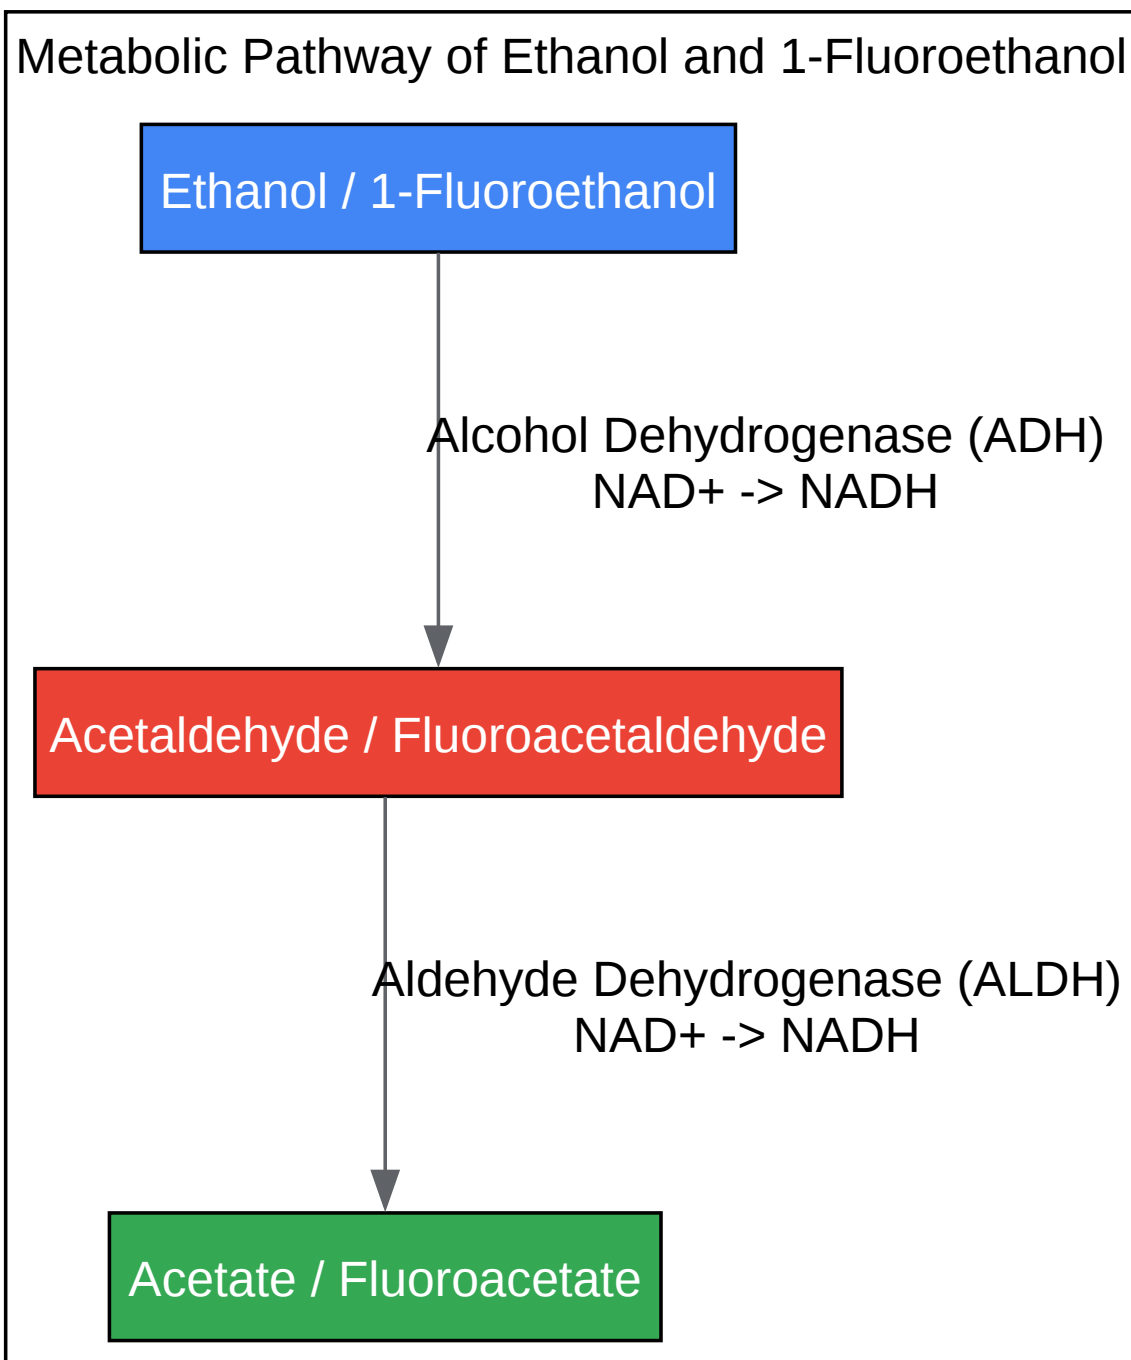 Metabolic Pathway of Ethanol and 1-Fluoroethanol
Ethanol / 1-Fluoroethanol
Alcohol Dehydrogenase (ADH)
NAD+ -> NADH
Acetaldehyde / Fluoroacetaldehyde
Aldehyde Dehydrogenase (ALDH)
NAD+ -> NADH
Acetate / Fluoroacetate